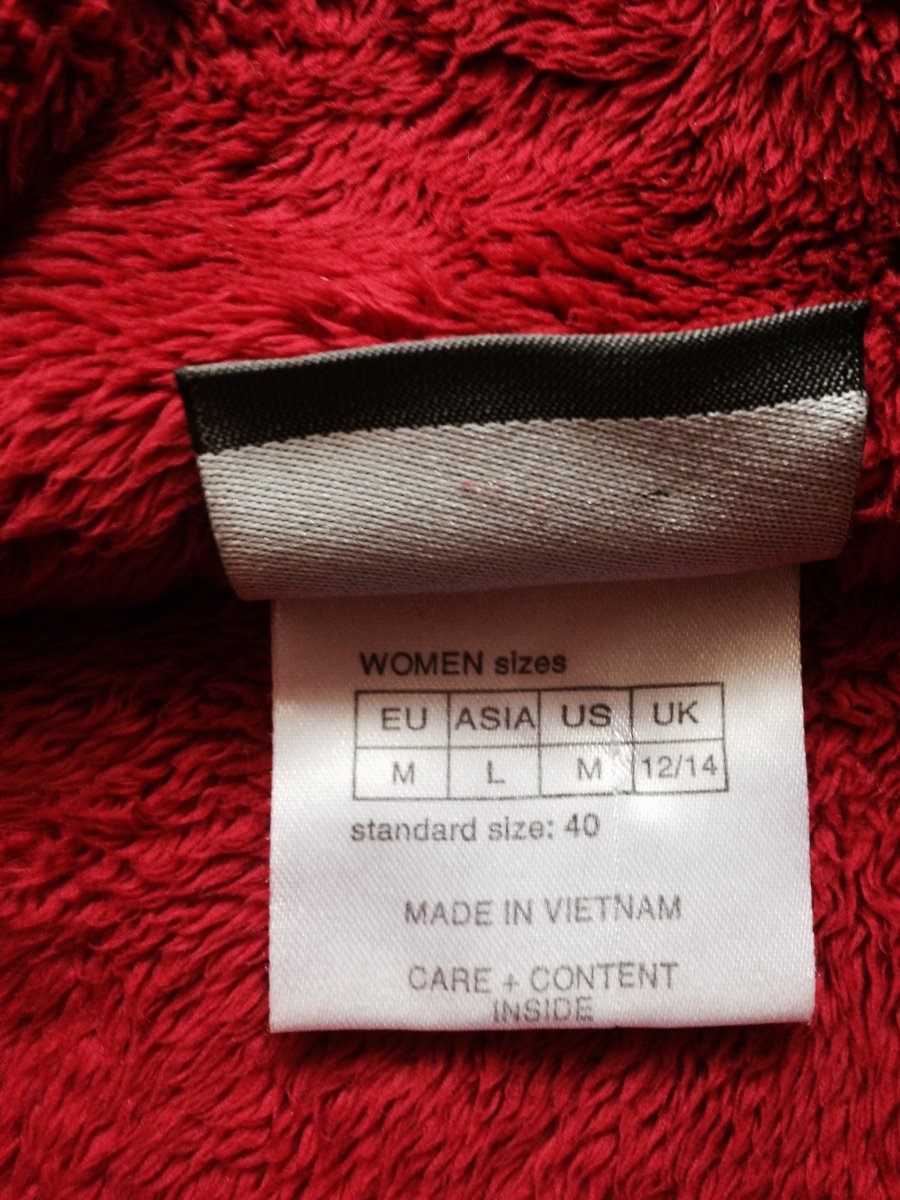 WOMEN sizes
EU ASIA US UK
M L M 12/14
standard size: 40
MADE IN VIETNAM
CARE + CONTENT
INSIDE